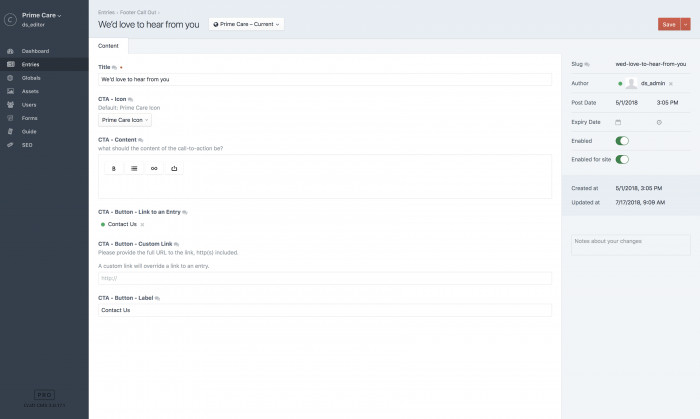 C
Prime Care
ds_editor
Dashboard
Entries
Globals
Assets
Users
Forms
Guide
SEO
PRO
Entries › Footer Call Out ›
We'd love to hear from you
Prime Care – Current
Save
Content
Title
We'd love to hear from you
CTA - Icon
Default: Prime Care Icon
Prime Care Icon
CTA - Content
what should the content of the call-to-action be?
B
CTA - Button - Link to an Entry
Contact Us
CTA - Button - Custom Link
Please provide the full URL to the link, http(s) included.
A custom link will override a link to an entry.
http://
CTA - Button - Label
Contact Us
Slug
wed-love-to-hear-from-you
Author
ds_admin
Post Date
5/1/2018
3:05 PM
Expiry Date
Enabled
Enabled for site
Created at
5/1/2018, 3:05 PM
Updated at
7/17/2018, 9:09 AM
Notes about your changes